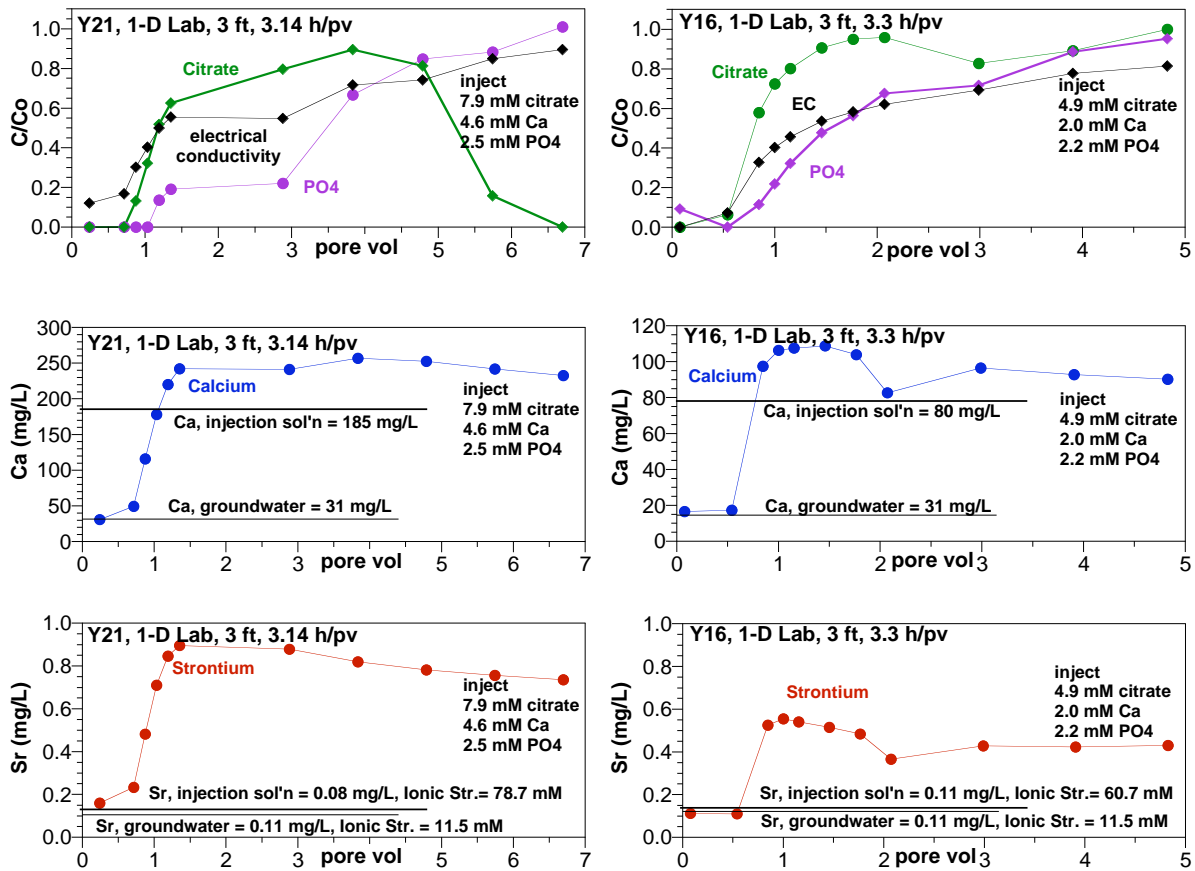 Y21, 1-D Lab, 3 ft, 3.14 h/pv
C/Co
1.0
0.8
0.6
0.4
0.2
0.0
Citrate
electrical
conductivity
PO4
inject
7.9 mM citrate
4.6 mM Ca
2.5 mM PO4
0 1 2 3 4 5 6 7
pore vol
Y16, 1-D Lab, 3 ft, 3.3 h/pv
C/Co
1.0
0.8
0.6
0.4
0.2
0.0
Citrate
EC
PO4
inject
4.9 mM citrate
2.0 mM Ca
2.2 mM PO4
0 1 2 3 4 5
pore vol
Y21, 1-D Lab, 3 ft, 3.14 h/pv
Ca (mg/L)
300
250
200
150
100
50
0
Calcium
inject
7.9 mM citrate
4.6 mM Ca
2.5 mM PO4
Ca, injection sol'n = 185 mg/L
Ca, groundwater = 31 mg/L
0 1 2 3 4 5 6 7
pore vol
Y16, 1-D Lab, 3 ft, 3.3 h/pv
Ca (mg/L)
120
100
80
60
40
20
0
Calcium
inject
4.9 mM citrate
2.0 mM Ca
2.2 mM PO4
Ca, injection sol'n = 80 mg/L
Ca, groundwater = 31 mg/L
0 1 2 3 4 5
pore vol
Y21, 1-D Lab, 3 ft, 3.14 h/pv
Sr (mg/L)
1.0
0.8
0.6
0.4
0.2
0.0
Strontium
inject
7.9 mM citrate
4.6 mM Ca
2.5 mM PO4
Sr, injection sol'n = 0.08 mg/L, Ionic Str.= 78.7 mM
Sr, groundwater = 0.11 mg/L, Ionic Str. = 11.5 mM
0 1 2 3 4 5 6 7
pore vol
Y16, 1-D Lab, 3 ft, 3.3 h/pv
Sr (mg/L)
1.0
0.8
0.6
0.4
0.2
0.0
Strontium
inject
4.9 mM citrate
2.0 mM Ca
2.2 mM PO4
Sr, injection sol'n = 0.11 mg/L, Ionic Str.= 60.7 mM
Sr, groundwater = 0.11 mg/L, Ionic Str. = 11.5 mM
0 1 2 3 4 5
pore vol